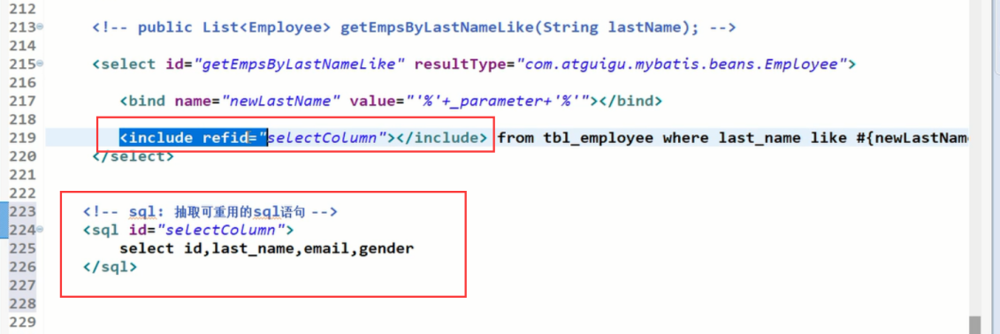 212
213 <!-- public List<Employee> getEmpsByLastNameLike(String lastName); -->
214
215 <select id="getEmpsByLastNameLike" resultType="com.atguigu.mybatis.beans.Employee">
216
217 <bind name="newLastName" value="'%'+_parameter+'%'"></bind>
218
219 <include refid="selectColumn"></include> from tbl_employee where last_name like #{newLastNam
220 </select>
221
222
223 <!-- sql: 抽取可重用的sql语句 -->
224 <sql id="selectColumn">
225 select id,last_name,email,gender
226 </sql>
227
228
229